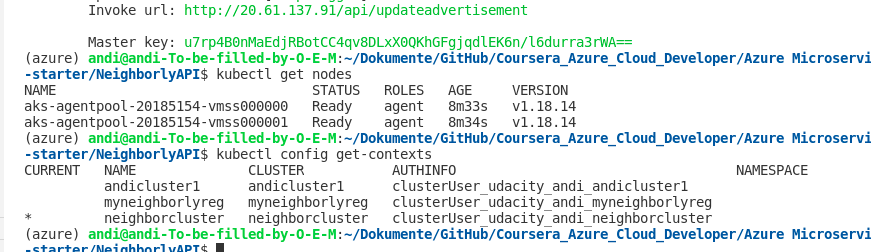 Invoke url: http://20.61.137.91/api/updateadvertisement
Master key: u7rp4B0nMaEdjRBotCC4qv8DLxX0QKhGFgjqdlEK6n/l6durra3rWA==
(azure) andi@andi-To-be-filled-by-O-E-M:~/Dokumente/GitHub/Coursera_Azure_Cloud_Developer/Azure Microservi
-starter/NeighborlyAPI$ kubectl get nodes
NAME STATUS ROLES AGE VERSION
aks-agentpool-20185154-vmss000000 Ready agent 8m33s v1.18.14
aks-agentpool-20185154-vmss000001 Ready agent 8m34s v1.18.14
(azure) andi@andi-To-be-filled-by-O-E-M:~/Dokumente/GitHub/Coursera_Azure_Cloud_Developer/Azure Microservi
-starter/NeighborlyAPI$ kubectl config get-contexts
CURRENT NAME CLUSTER AUTHINFO NAMESPACE
andicluster1 andicluster1 clusterUser_udacity_andi_andicluster1
myneighborlyreg myneighborlyreg clusterUser_udacity_andi_myneighborlyreg
* neighborcluster neighborcluster clusterUser_udacity_andi_neighborcluster
(azure) andi@andi-To-be-filled-by-O-E-M:~/Dokumente/GitHub/Coursera_Azure_Cloud_Developer/Azure Microservi
-starter/NeighborlyAPI$